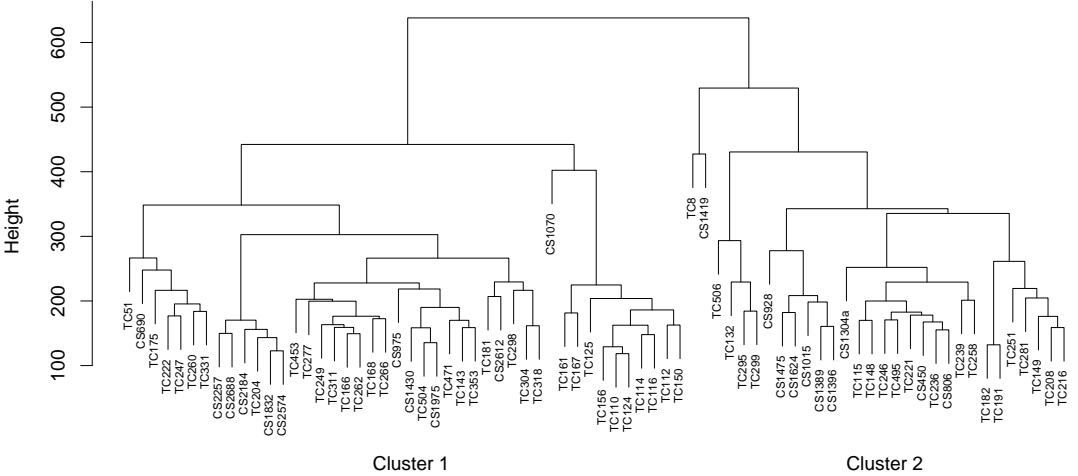 Height
600
500
400
300
200
100
TC51
CS690
TC175
TC222
TC247
TC260
TC331
CS2257
CS2688
CS2184
TC204
CS1832
CS2574
TC453
TC277
TC249
TC311
TC166
TC262
TC168
TC266
CS975
CS1430
TC504
CS1975
TC471
TC143
TC353
TC181
CS2612
TC298
TC304
TC318
CS1070
TC161
TC167
TC125
TC156
TC110
TC124
TC114
TC116
TC112
TC150
TC8
CS1419
TC506
TC132
TC295
TC299
CS928
CS1475
CS1624
CS1015
CS1389
CS1396
CS1304a
TC115
TC148
TC246
TC495
TC221
CS450
TC236
CS806
TC239
TC258
TC182
TC191
TC251
TC281
TC149
TC208
TC216
Cluster 1
Cluster 2